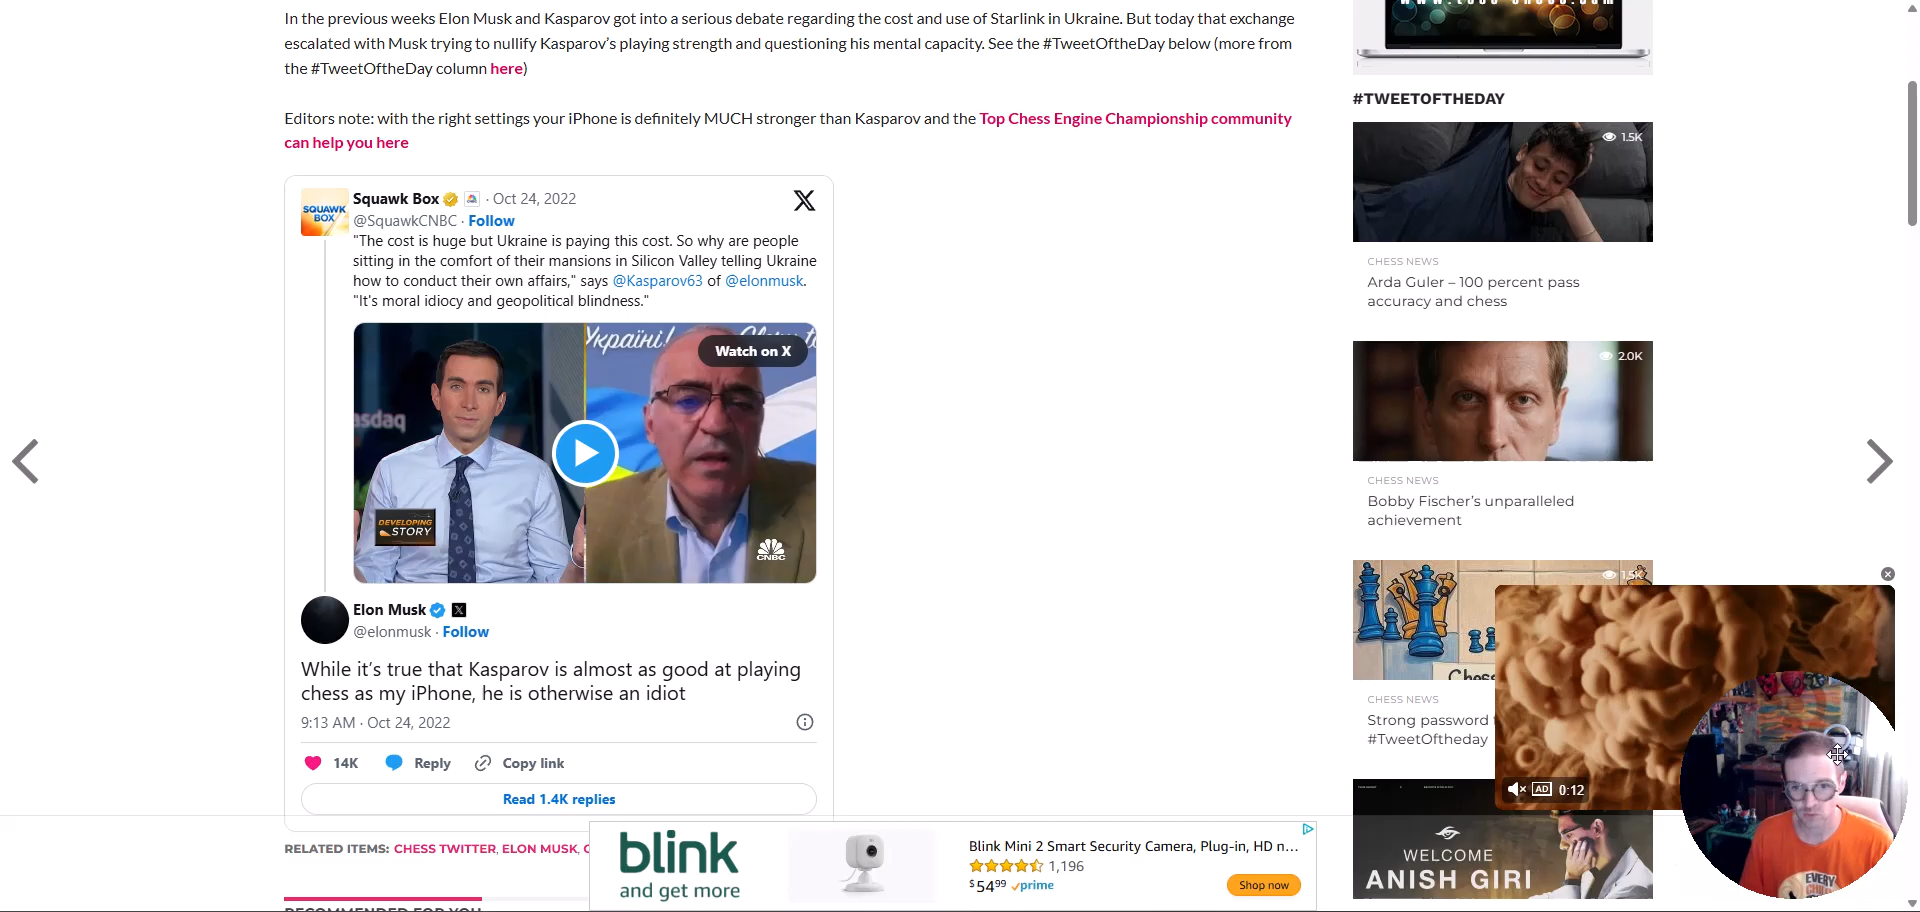 In the previous weeks Elon Musk and Kasparov got into a serious debate regarding the cost and use of Starlink in Ukraine. But today that exchange
escalated with Musk trying to nullify Kasparov’s playing strength and questioning his mental capacity. See the #TweetOftheDay below (more from
the #TweetOftheDay column here)
Editors note: with the right settings your iPhone is definitely MUCH stronger than Kasparov and the Top Chess Engine Championship community
can help you here
SQUAWK
BOX
Squawk Box · Oct 24, 2022
@SquawkCNBC · Follow
"The cost is huge but Ukraine is paying this cost. So why are people
sitting in the comfort of their mansions in Silicon Valley telling Ukraine
how to conduct their own affairs," says @Kasparov63 of @elonmusk.
"It's moral idiocy and geopolitical blindness."
Україні!
Watch on X
asdaq
DEVELOPING
STORY
CNBC
Elon Musk
@elonmusk · Follow
While it’s true that Kasparov is almost as good at playing
chess as my iPhone, he is otherwise an idiot
9:13 AM · Oct 24, 2022
14K Reply Copy link
Read 1.4K replies
RELATED ITEMS: CHESS TWITTER, ELON MUSK,
blink
and get more
Blink Mini 2 Smart Security Camera, Plug-in, HD n...
1,196
$54.99 prime
Shop now
#TWEETOFTHEDAY
1.5K
CHESS NEWS
Arda Guler – 100 percent pass
accuracy and chess
2.0K
CHESS NEWS
Bobby Fischer’s unparalleled
achievement
1.5K
Chess
CHESS NEWS
Strong password
#TweetOftheday
AD 0:12
WELCOME
ANISH GIRI
EVERY